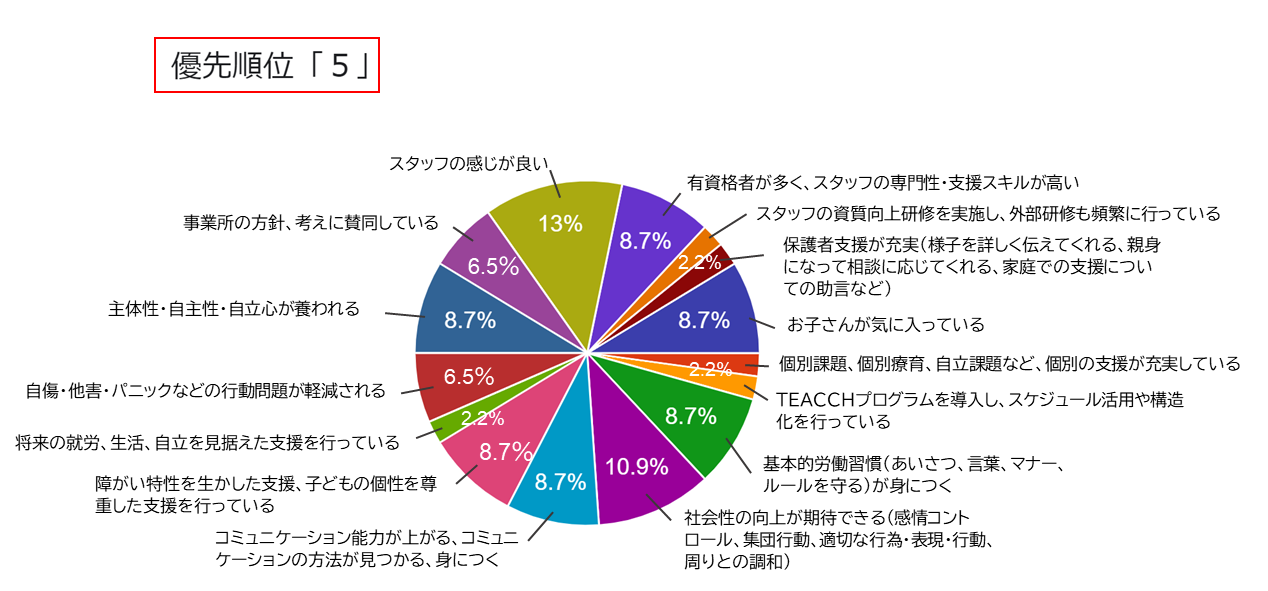 優先順位「5」
スタッフの感じが良い
有資格者が多く、スタッフの専門性・支援スキルが高い
スタッフの資質向上研修を実施し、外部研修も頻繁に行っている
事業所の方針、考えに賛同している
保護者支援が充実(様子を詳しく伝えてくれる、親身
になって相談に応じてくれる、家庭での支援につい
ての助言など)
主体性・自主性・自立心が養われる
お子さんが気に入っている
個別課題、個別療育、自立課題など、個別の支援が充実している
自傷・他害・パニックなどの行動問題が軽減される
TEACCHプログラムを導入し、スケジュール活用や構造
化を行っている
将来の就労、生活、自立を見据えた支援を行っている
基本的労働習慣(あいさつ、言葉、マナー、
ルールを守る)が身につく
障がい特性を生かした支援、子どもの個性を尊
重した支援を行っている
社会性の向上が期待できる(感情コント
ロール、集団行動、適切な行為・表現・行動、
周りとの調和)
コミュニケーション能力が上がる、コミュニ
ケーションの方法が見つかる、身につく
13%
8.7%
2.2%
8.7%
2.2%
8.7%
10.9%
8.7%
8.7%
2.2%
6.5%
8.7%
6.5%